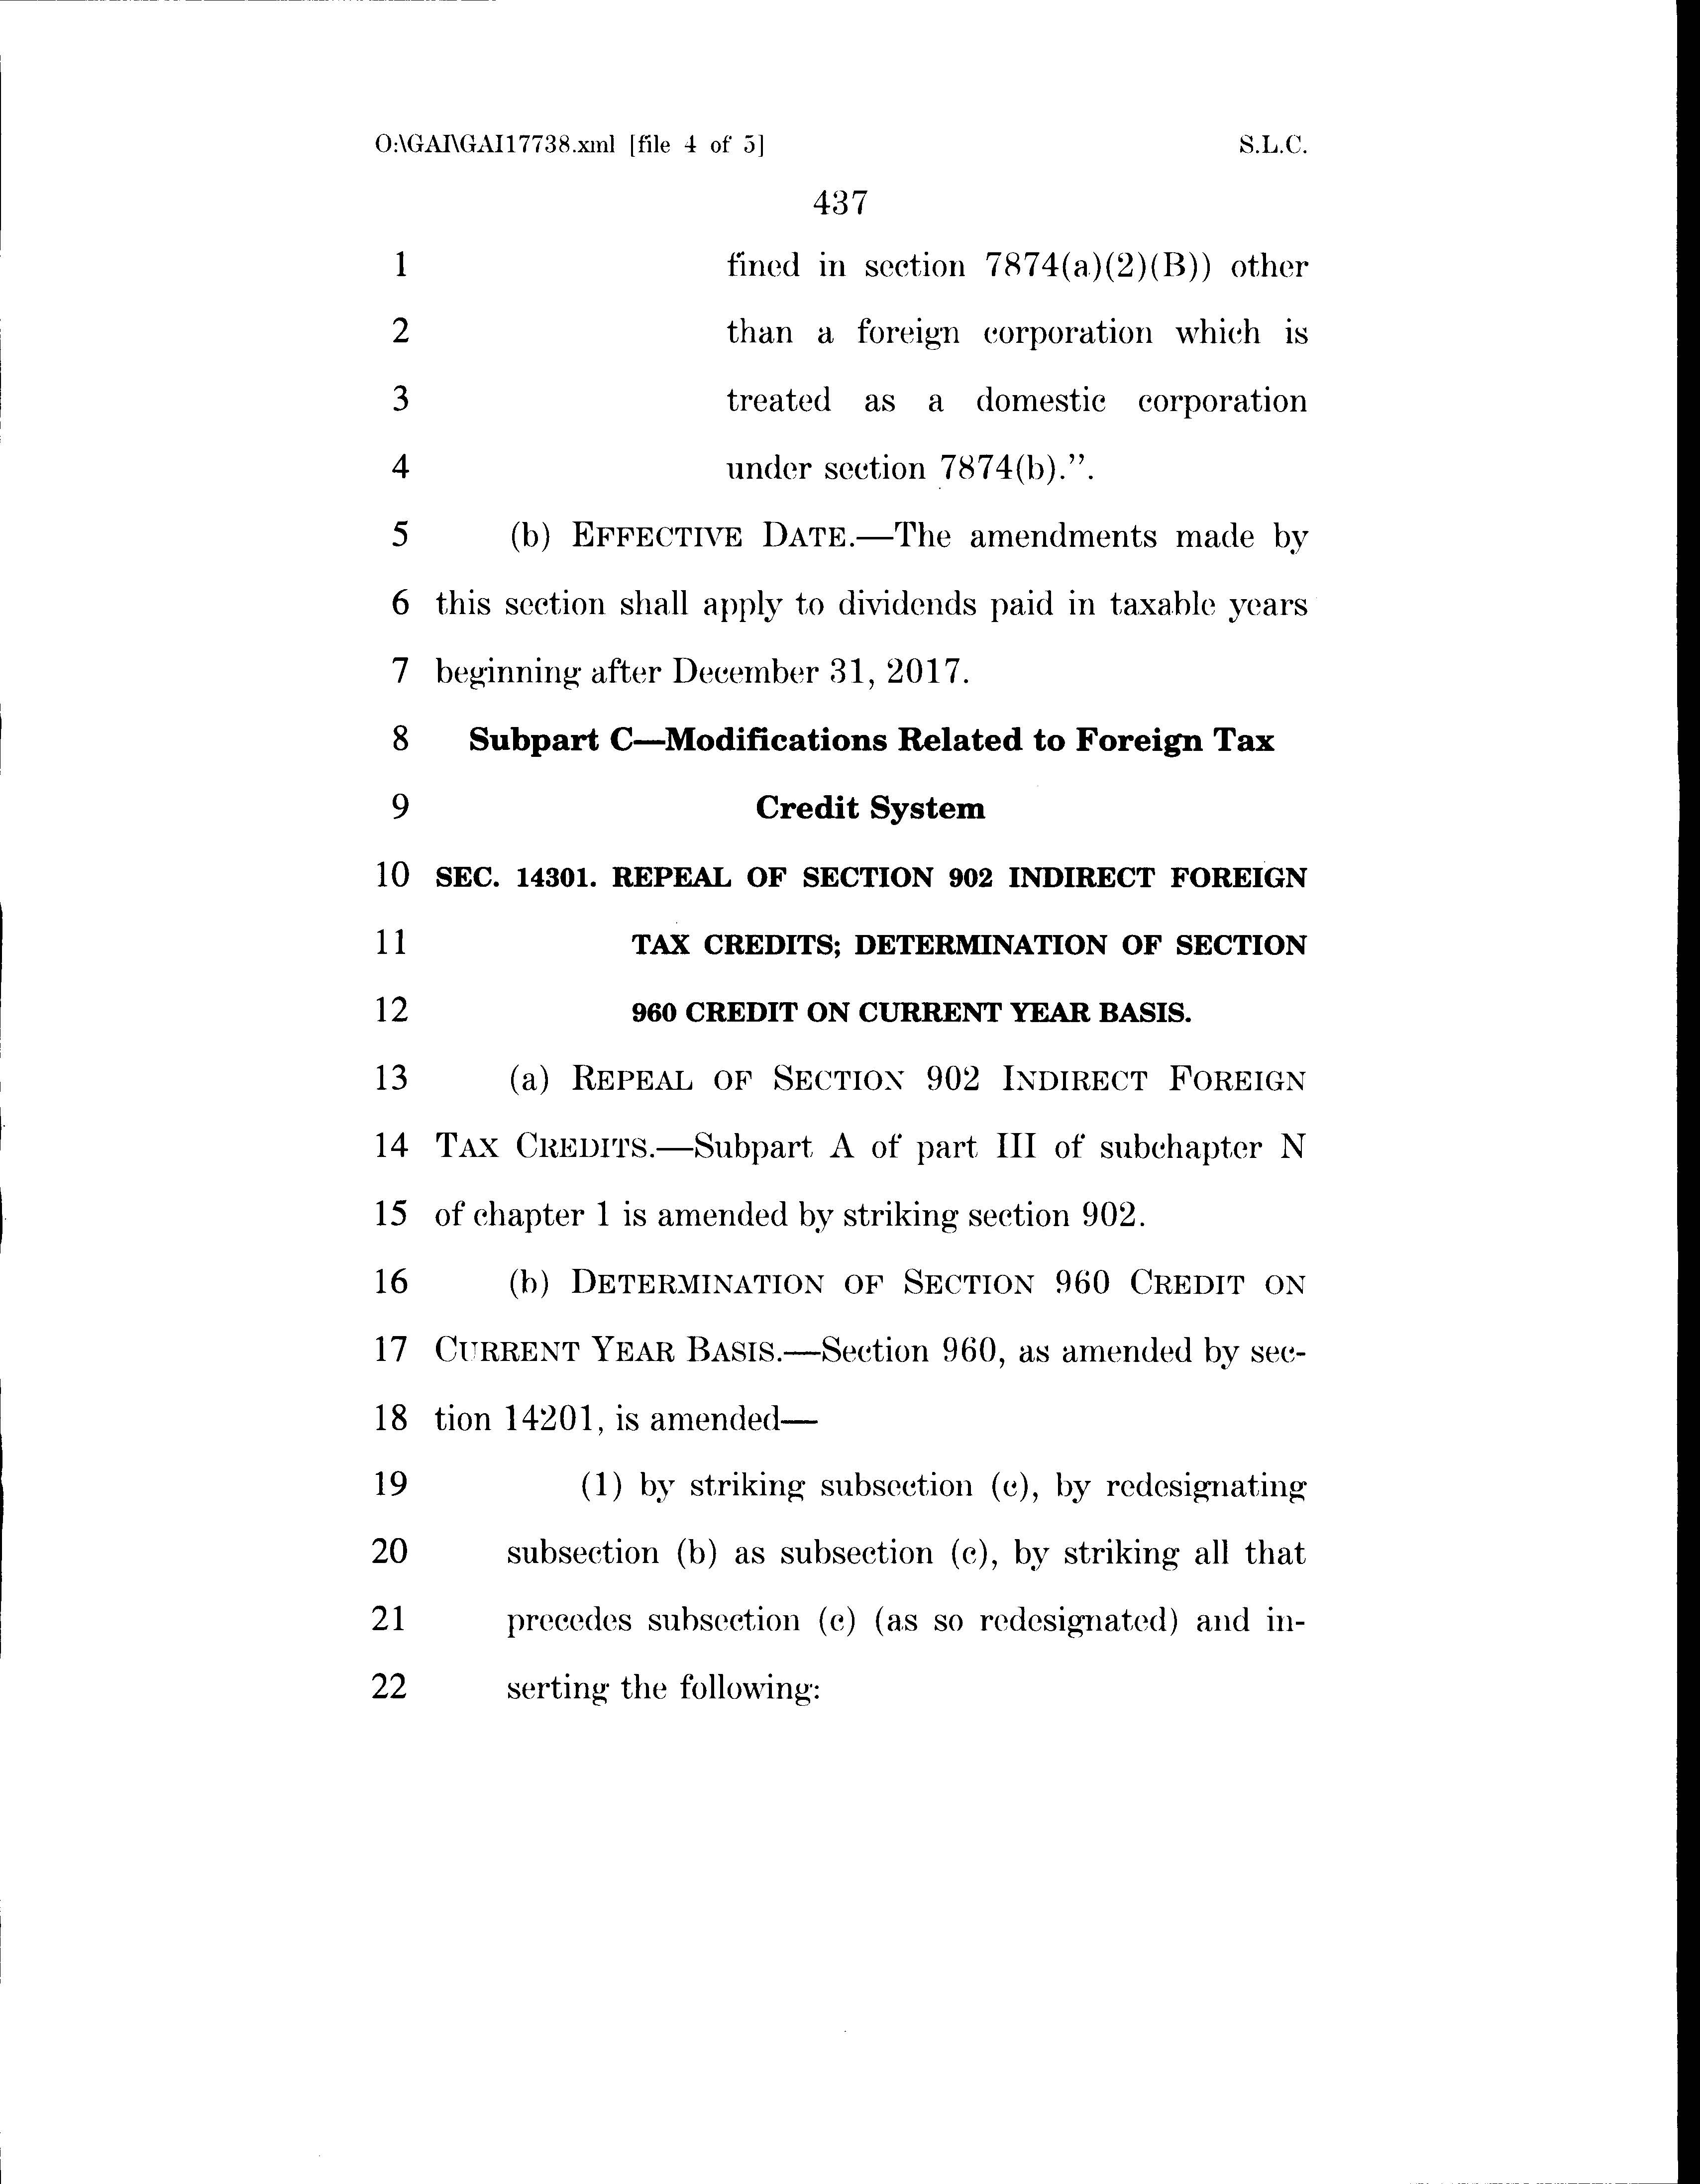 O:\GAI\GAI17738.xml [file 4 of 5] S.L.C.
437
1 fined in section 7874(a)(2)(B)) other
2 than a foreign corporation which is
3 treated as a domestic corporation
4 under section 7874(b).”.
5 (b) EFFECTIVE DATE.—The amendments made by
6 this section shall apply to dividends paid in taxable years
7 beginning after December 31, 2017.
8 Subpart C—Modifications Related to Foreign Tax
9 Credit System
10 SEC. 14301. REPEAL OF SECTION 902 INDIRECT FOREIGN
11 TAX CREDITS; DETERMINATION OF SECTION
12 960 CREDIT ON CURRENT YEAR BASIS.
13 (a) REPEAL OF SECTION 902 INDIRECT FOREIGN
14 TAX CREDITS.—Subpart A of part III of subchapter N
15 of chapter 1 is amended by striking section 902.
16 (b) DETERMINATION OF SECTION 960 CREDIT ON
17 CURRENT YEAR BASIS.—Section 960, as amended by sec-
18 tion 14201, is amended—
19 (1) by striking subsection (c), by redesignating
20 subsection (b) as subsection (c), by striking all that
21 precedes subsection (c) (as so redesignated) and in-
22 serting the following: